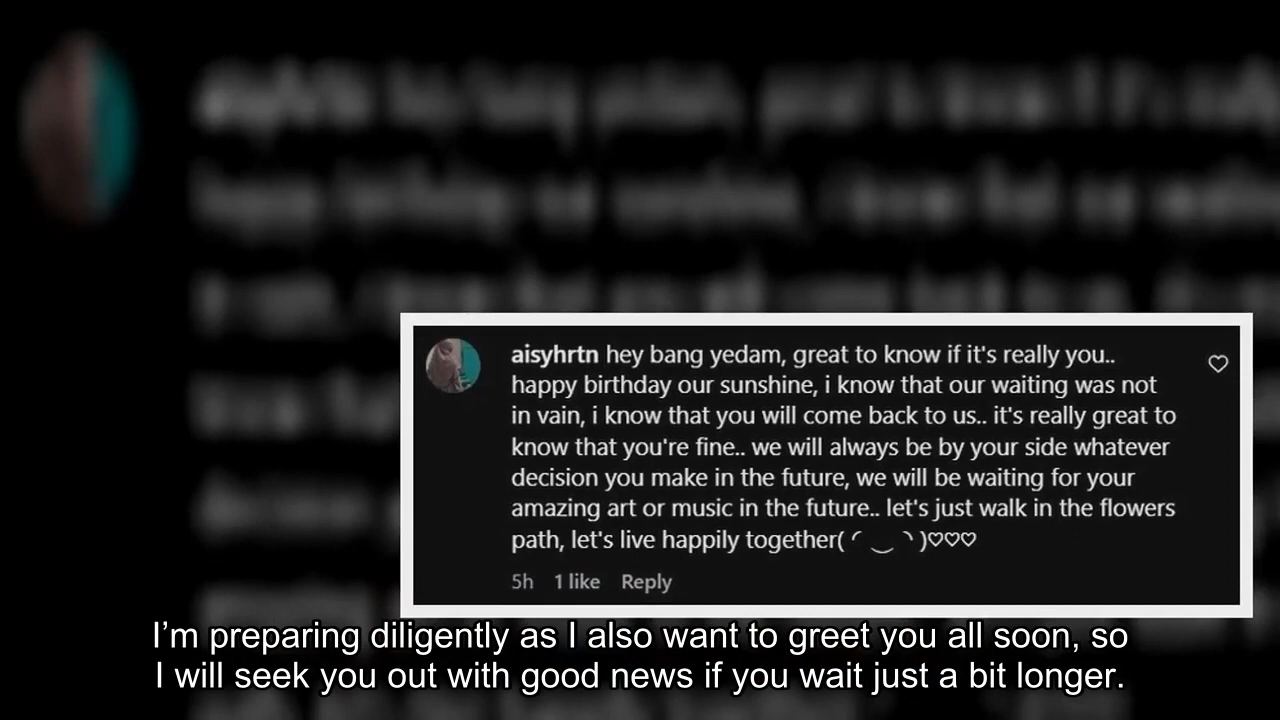 aisyhrtn hey bang yedam, great to know if it's really you..
happy birthday our sunshine, i know that our waiting was not
in vain, i know that you will come back to us.. it's really great to
know that you're fine.. we will always be by your side whatever
decision you make in the future, we will be waiting for your
amazing art or music in the future.. let's just walk in the flowers
path, let's live happily together( ◜ ‿ ◝ )♡♡♡
5h 1 like Reply
I’m preparing diligently as I also want to greet you all soon, so
I will seek you out with good news if you wait just a bit longer.